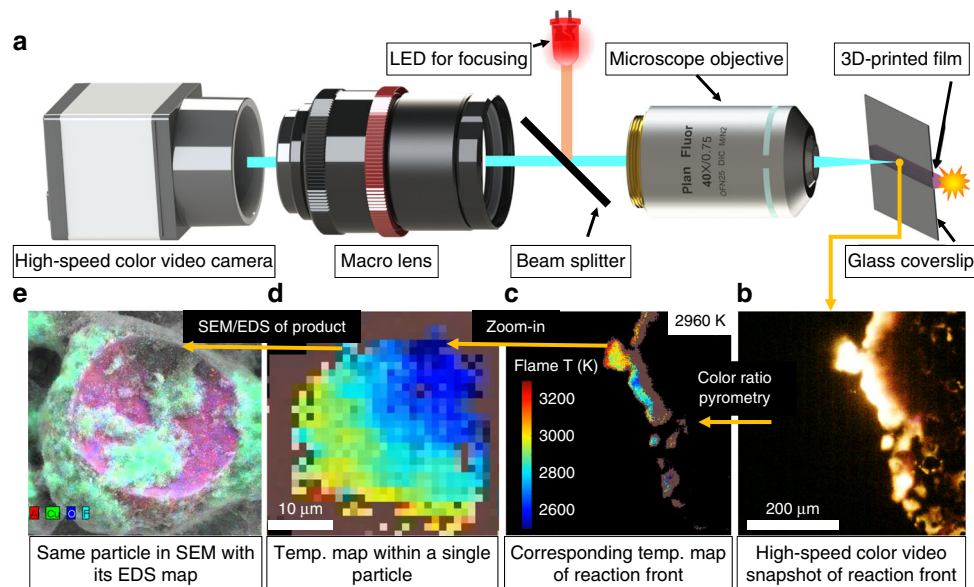 a
LED for focusing
Microscope objective
3D-printed film
Plan Fluor
40X/0.75
OFN25 DIC M/N2
High-speed color video camera
Macro lens
Beam splitter
Glass coverslip
e
d
c
b
SEM/EDS of product
Zoom-in
2960 K
Flame T (K)
Color ratio
pyrometry
3200
3000
2800
2600
10 μm
200 μm
Al Cu O F
Same particle in SEM with
its EDS map
Temp. map within a single
particle
Corresponding temp. map
of reaction front
High-speed color video
snapshot of reaction front